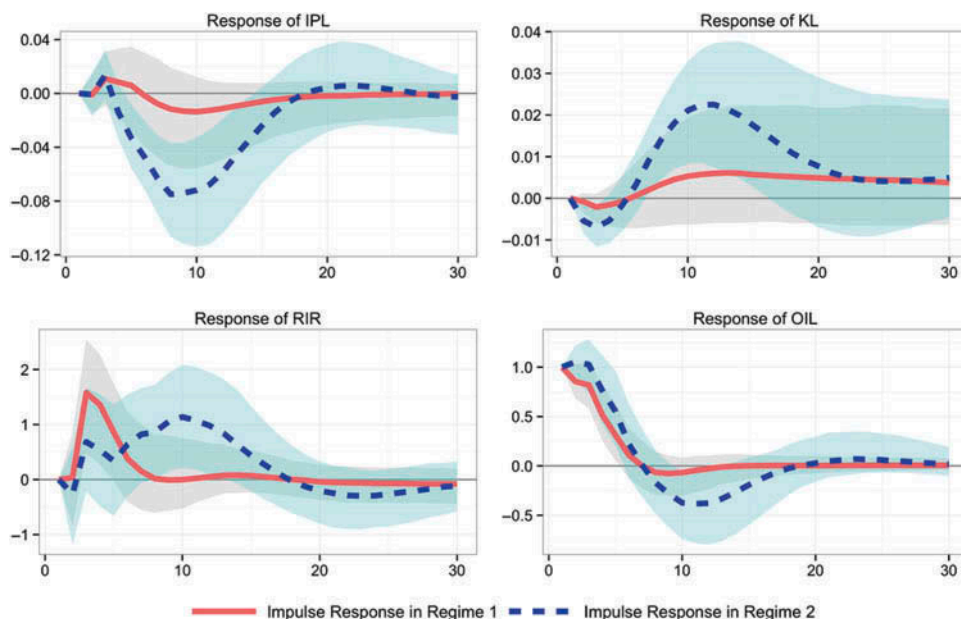 Response of IPL
Response of KL
0.04
0.00
−0.04
−0.08
−0.12
0 10 20 30
0.04
0.03
0.02
0.01
0.00
−0.01
0 10 20 30
Response of RIR
Response of OIL
2
1
0
−1
0 10 20 30
1.0
0.5
0.0
−0.5
0 10 20 30
Impulse Response in Regime 1 Impulse Response in Regime 2